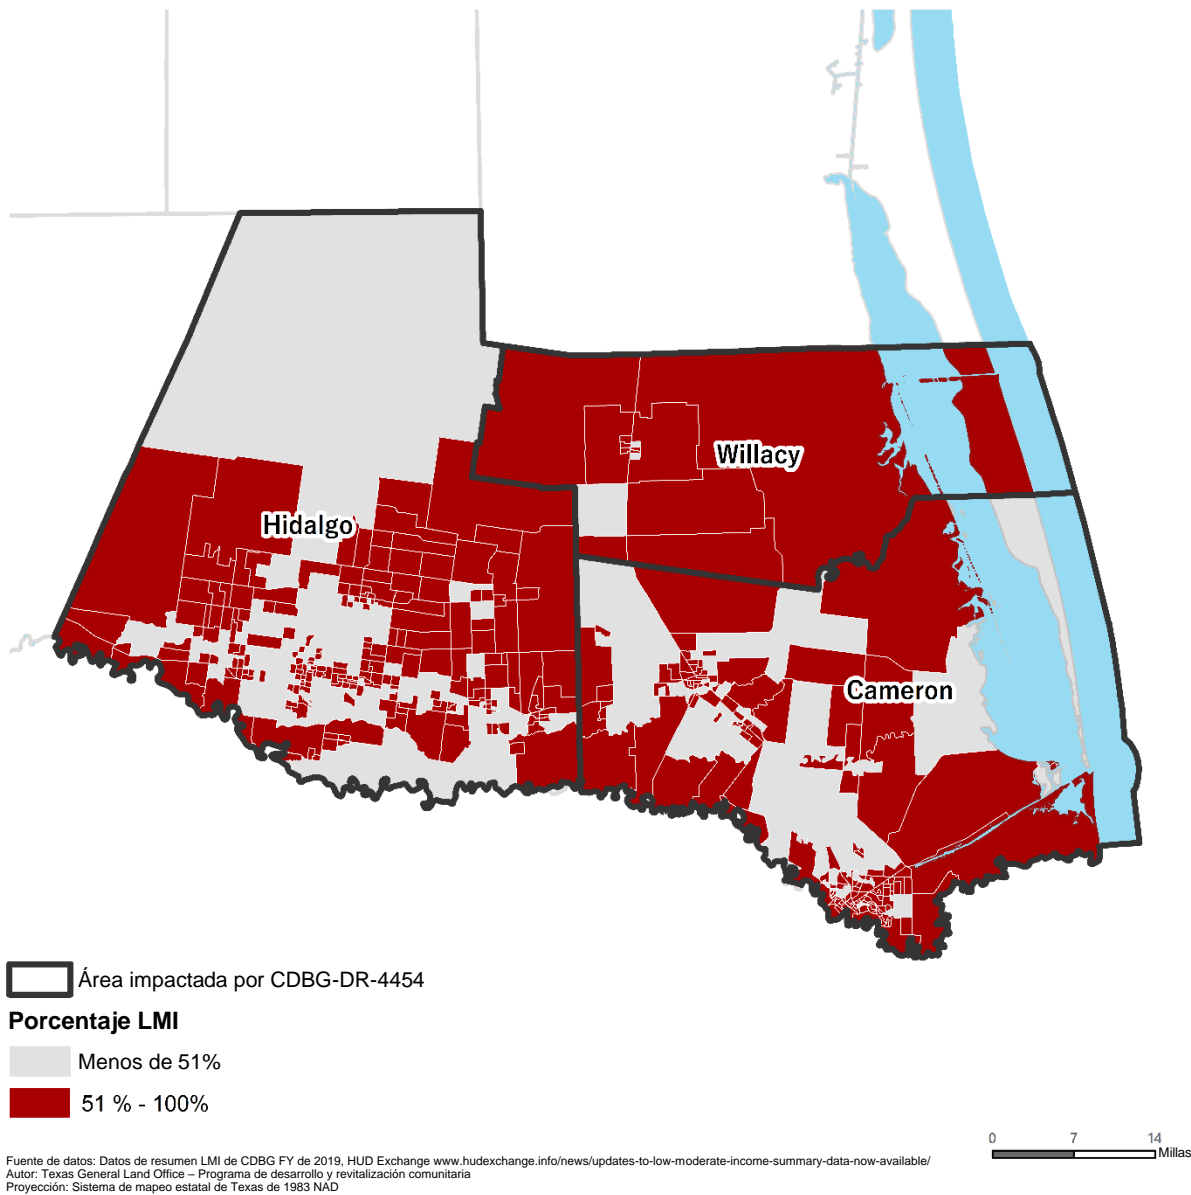 Willacy
Hidalgo
Cameron
Área impactada por CDBG-DR-4454
Porcentaje LMI
Menos de 51%
51 % - 100%
0 7 14
Millas
Fuente de datos: Datos de resumen LMI de CDBG FY de 2019, HUD Exchange www.hudexchange.info/news/updates-to-low-moderate-income-summary-data-now-available/
Autor: Texas General Land Office – Programa de desarrollo y revitalización comunitaria
Proyección: Sistema de mapeo estatal de Texas de 1983 NAD